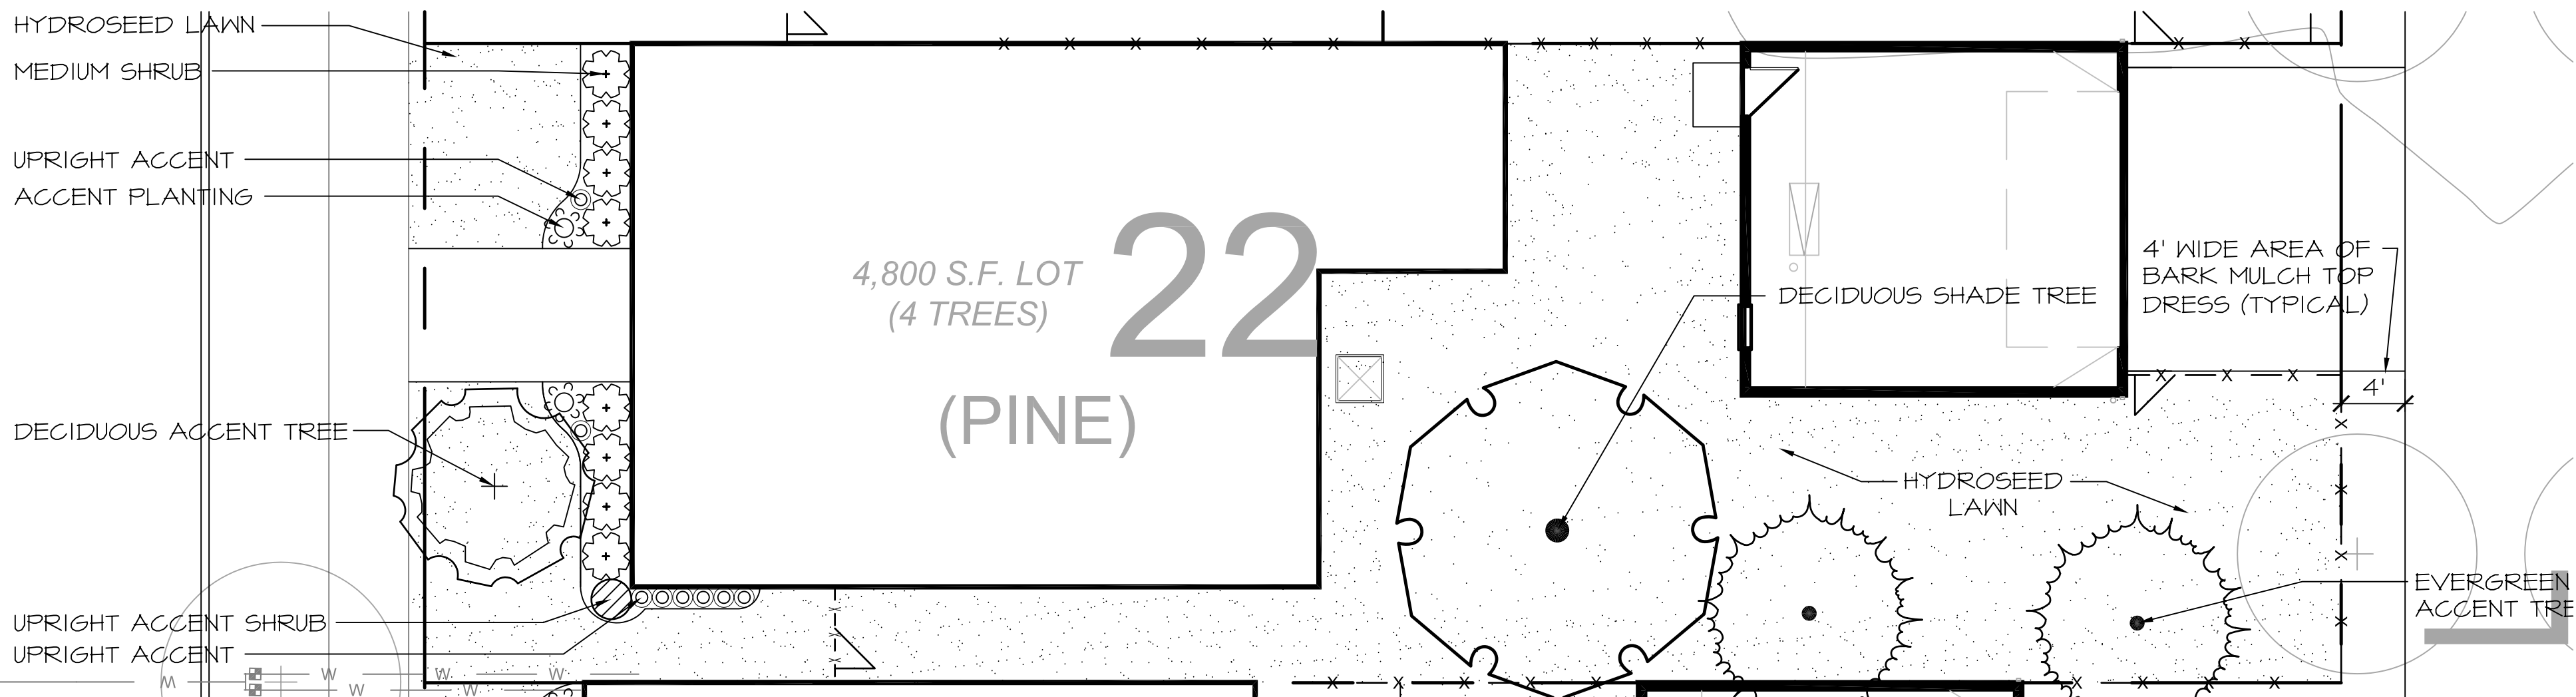 HYDROSEED LAWN
MEDIUM SHRUB
UPRIGHT ACCENT
ACCENT PLANTING
DECIDUOUS ACCENT TREE
UPRIGHT ACCENT SHRUB
UPRIGHT ACCENT
4,800 S.F. LOT
(4 TREES)
22
(PINE)
DECIDUOUS SHADE TREE
4' WIDE AREA OF
BARK MULCH TOP
DRESS (TYPICAL)
4'
HYDROSEED
LAWN
EVERGREEN
ACCENT TRE
W W W W
W W